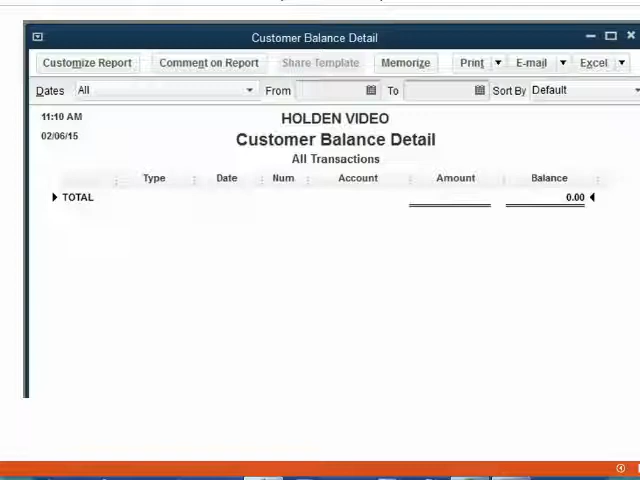 Customer Balance Detail
Customize Report Comment on Report Share Template Memorize Print E-mail Excel
Dates All From To Sort By Default
11:10 AM HOLDEN VIDEO
02/06/15 Customer Balance Detail
All Transactions
Type Date Num Account Amount Balance
TOTAL 0.00